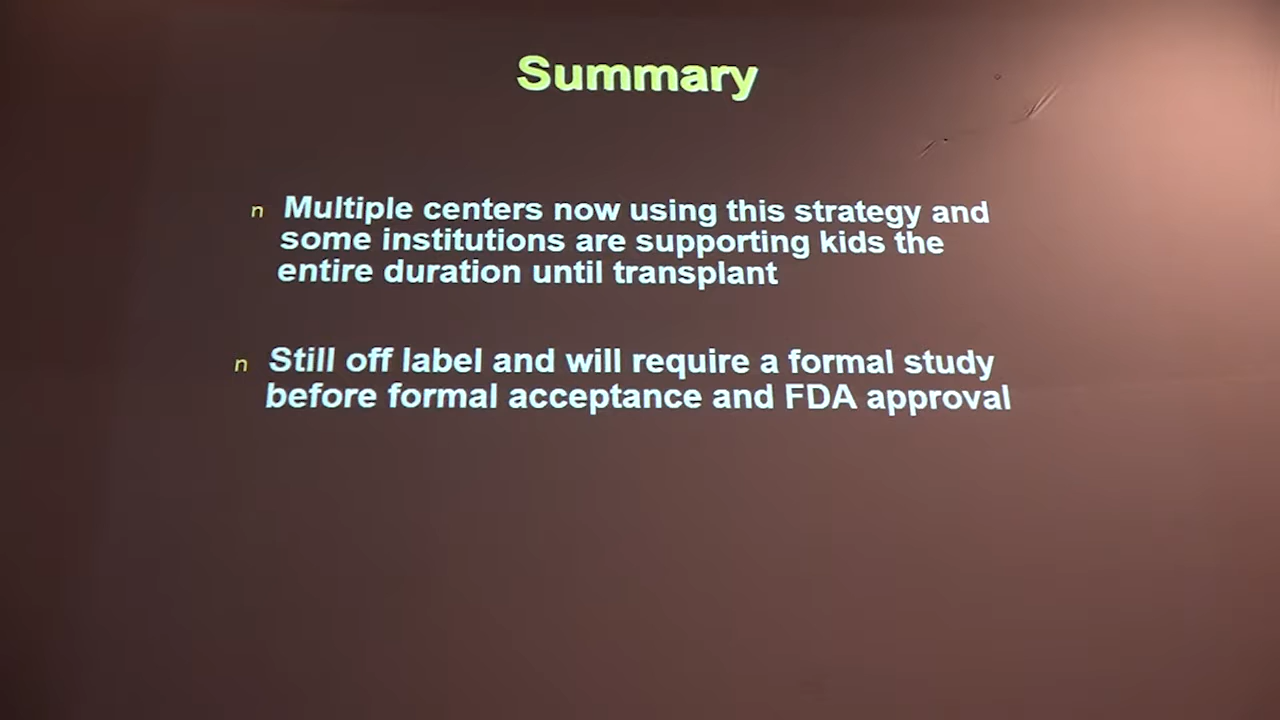 Summary
n Multiple centers now using this strategy and
some institutions are supporting kids the
entire duration until transplant
n Still off label and will require a formal study
before formal acceptance and FDA approval